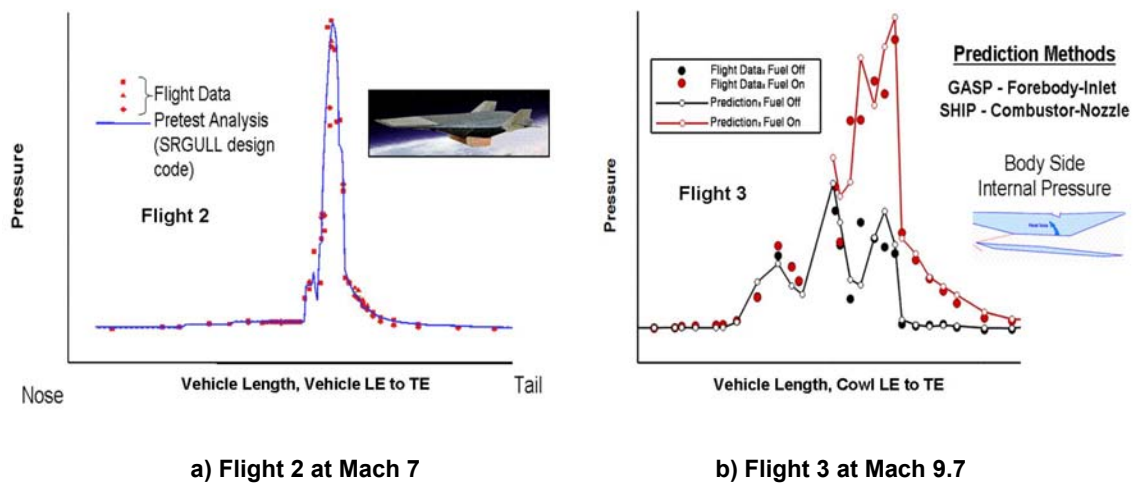 Flight Data
Pretest Analysis
(SRGULL design
code)
Flight 2
Pressure
Vehicle Length, Vehicle LE to TE
Nose
Tail
a) Flight 2 at Mach 7
Flight Data, Fuel Off
Flight Data, Fuel On
Prediction, Fuel Off
Prediction, Fuel On
Flight 3
Prediction Methods
GASP - Forebody-Inlet
SHIP - Combustor-Nozzle
Body Side
Internal Pressure
Pressure
Vehicle Length, Cowl LE to TE
b) Flight 3 at Mach 9.7